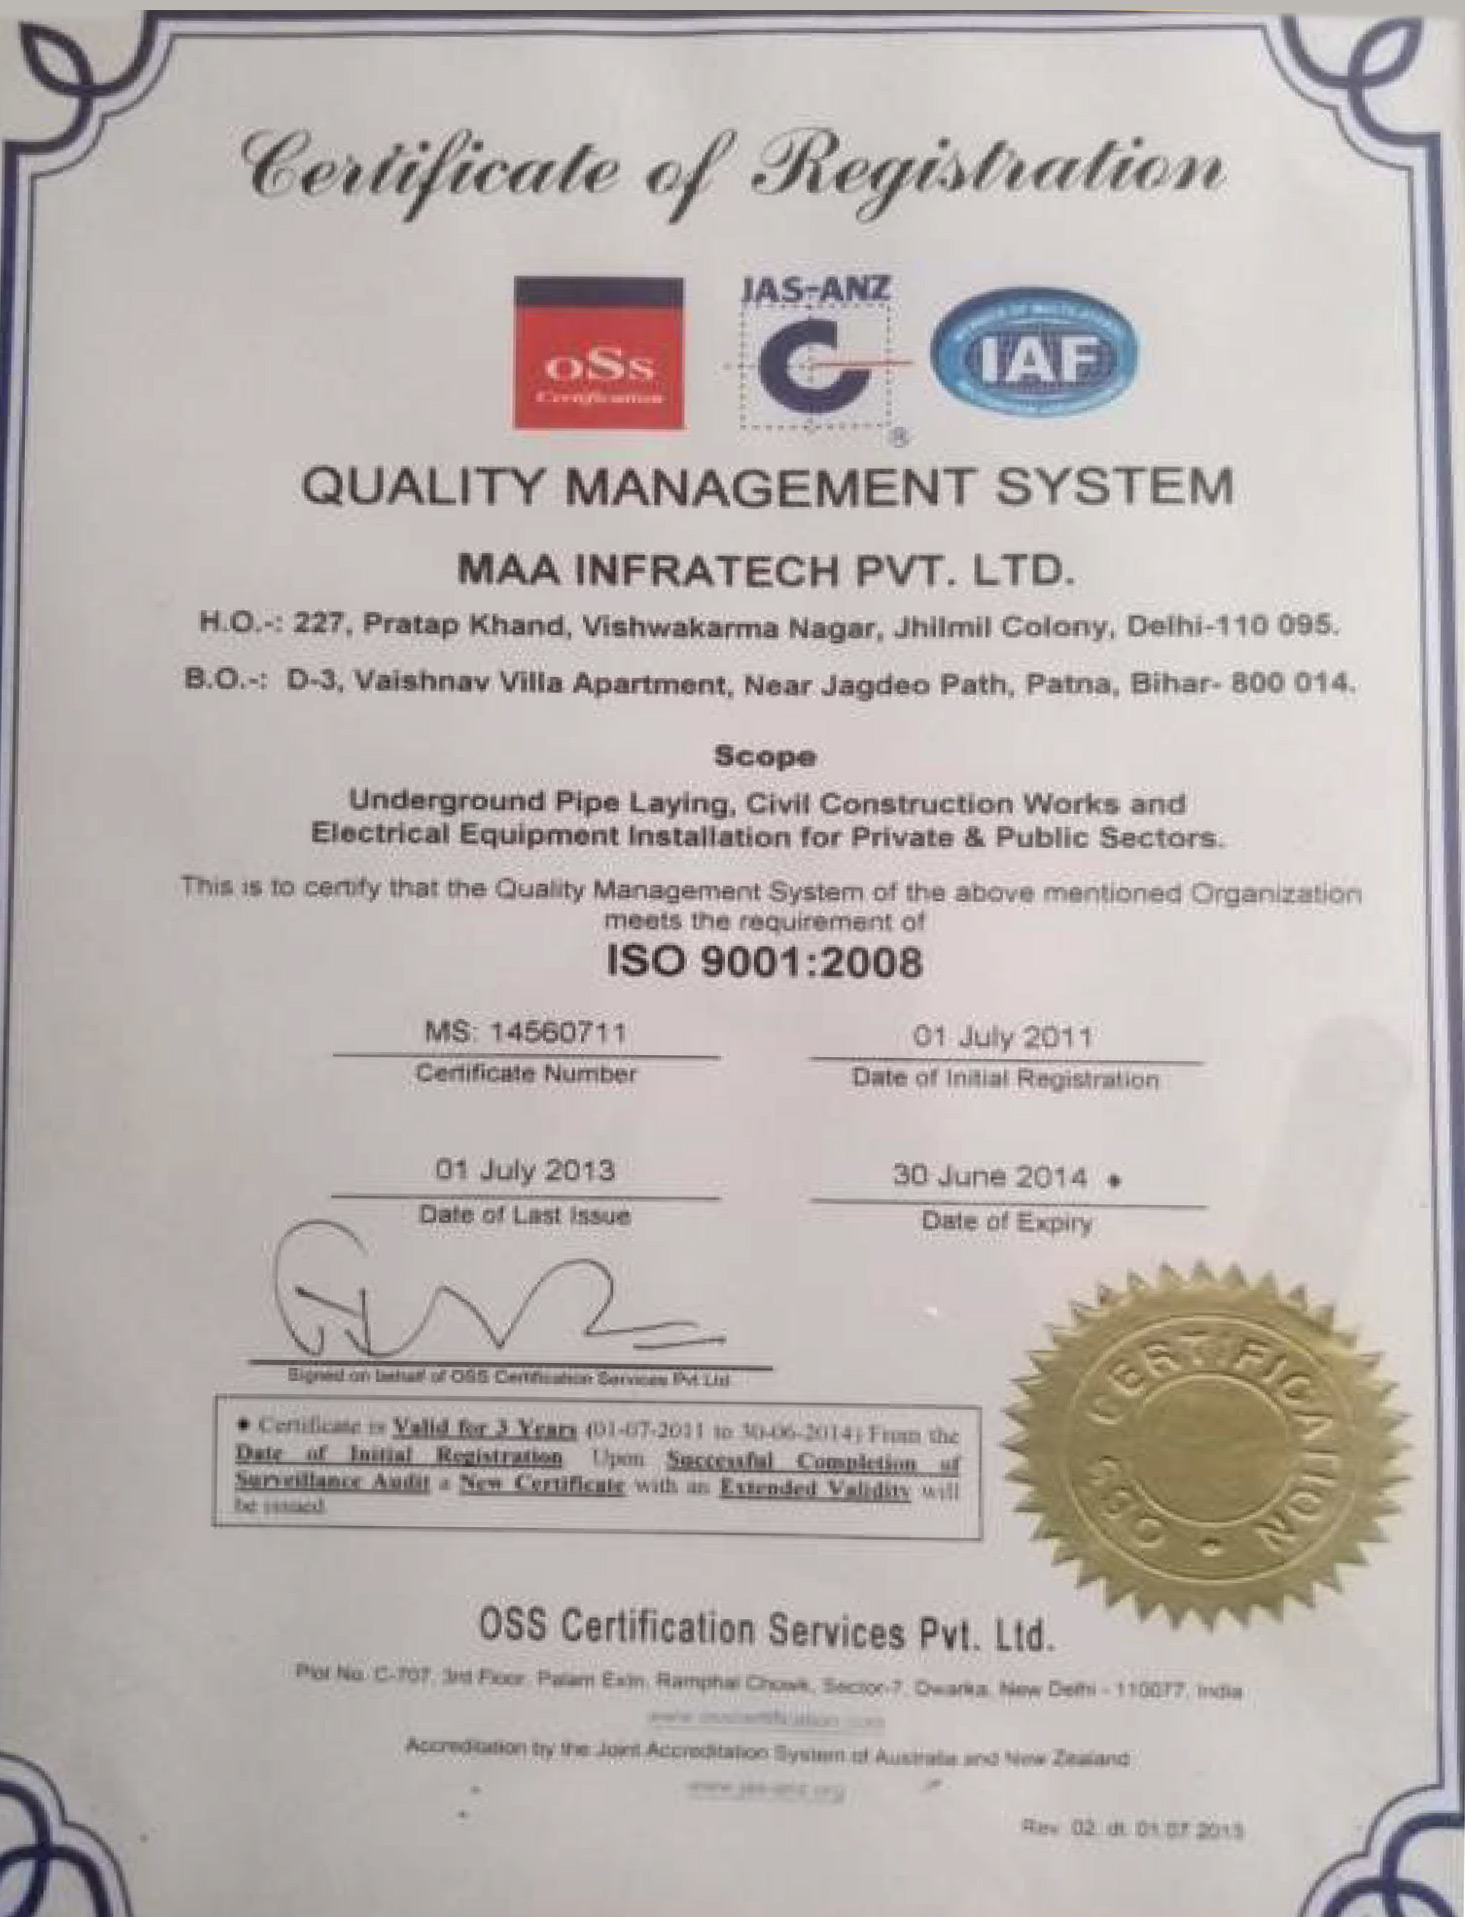 Certificate of Registration
oSs
Certification
JAS-ANZ
®
IAF
QUALITY MANAGEMENT SYSTEM
MAA INFRATECH PVT. LTD.
H.O.-: 227, Pratap Khand, Vishwakarma Nagar, Jhilmil Colony, Delhi-110 095.
B.O.-: D-3, Vaishnav Villa Apartment, Near Jagdeo Path, Patna, Bihar- 800 014.
Scope
Underground Pipe Laying, Civil Construction Works and
Electrical Equipment Installation for Private & Public Sectors.
This is to certify that the Quality Management System of the above mentioned Organization
meets the requirement of
ISO 9001:2008
MS: 14560711
Certificate Number
01 July 2011
Date of Initial Registration
01 July 2013
Date of Last Issue
30 June 2014 ♦
Date of Expiry
Signed on behalf of OSS Certification Services Pvt Ltd
♦ Certificate is Valid for 3 Years (01-07-2011 to 30-06-2014) From the
Date of Initial Registration Upon Successful Completion of
Surveillance Audit a New Certificate with an Extended Validity will
be issued
CERTIFICATION • OSS
OSS Certification Services Pvt. Ltd.
Plot No. C-707, 3rd Floor, Palam Extn, Ramphal Chowk, Sector-7, Dwarka, New Delhi - 110077, India
www.osscertification.com
Accreditation by the Joint Accreditation System of Australia and New Zealand
www.jas-anz.org
Rev. 02 dt. 01.07.2013